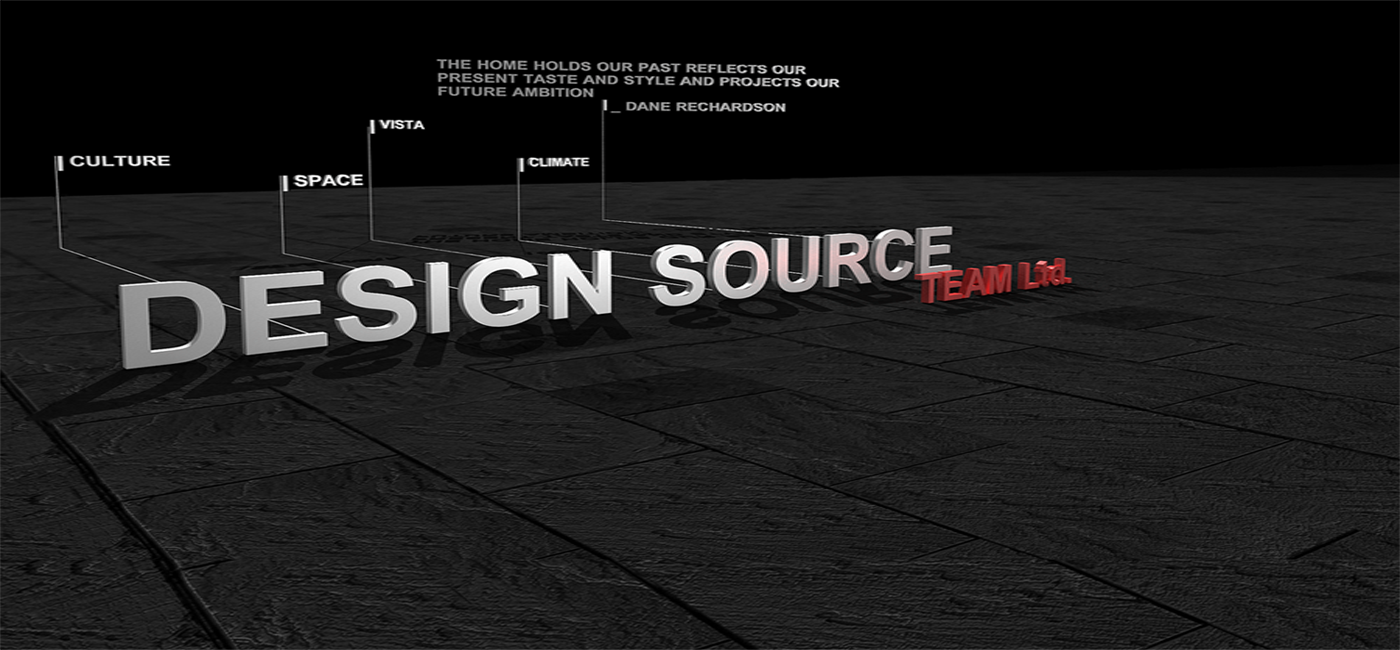 THE HOME HOLDS OUR PAST REFLECTS OUR
PRESENT TASTE AND STYLE AND PROJECTS OUR
FUTURE AMBITION
_ DANE RECHARDSON
VISTA
CULTURE
SPACE
CLIMATE
DESIGN SOURCE
TEAM Ltd.